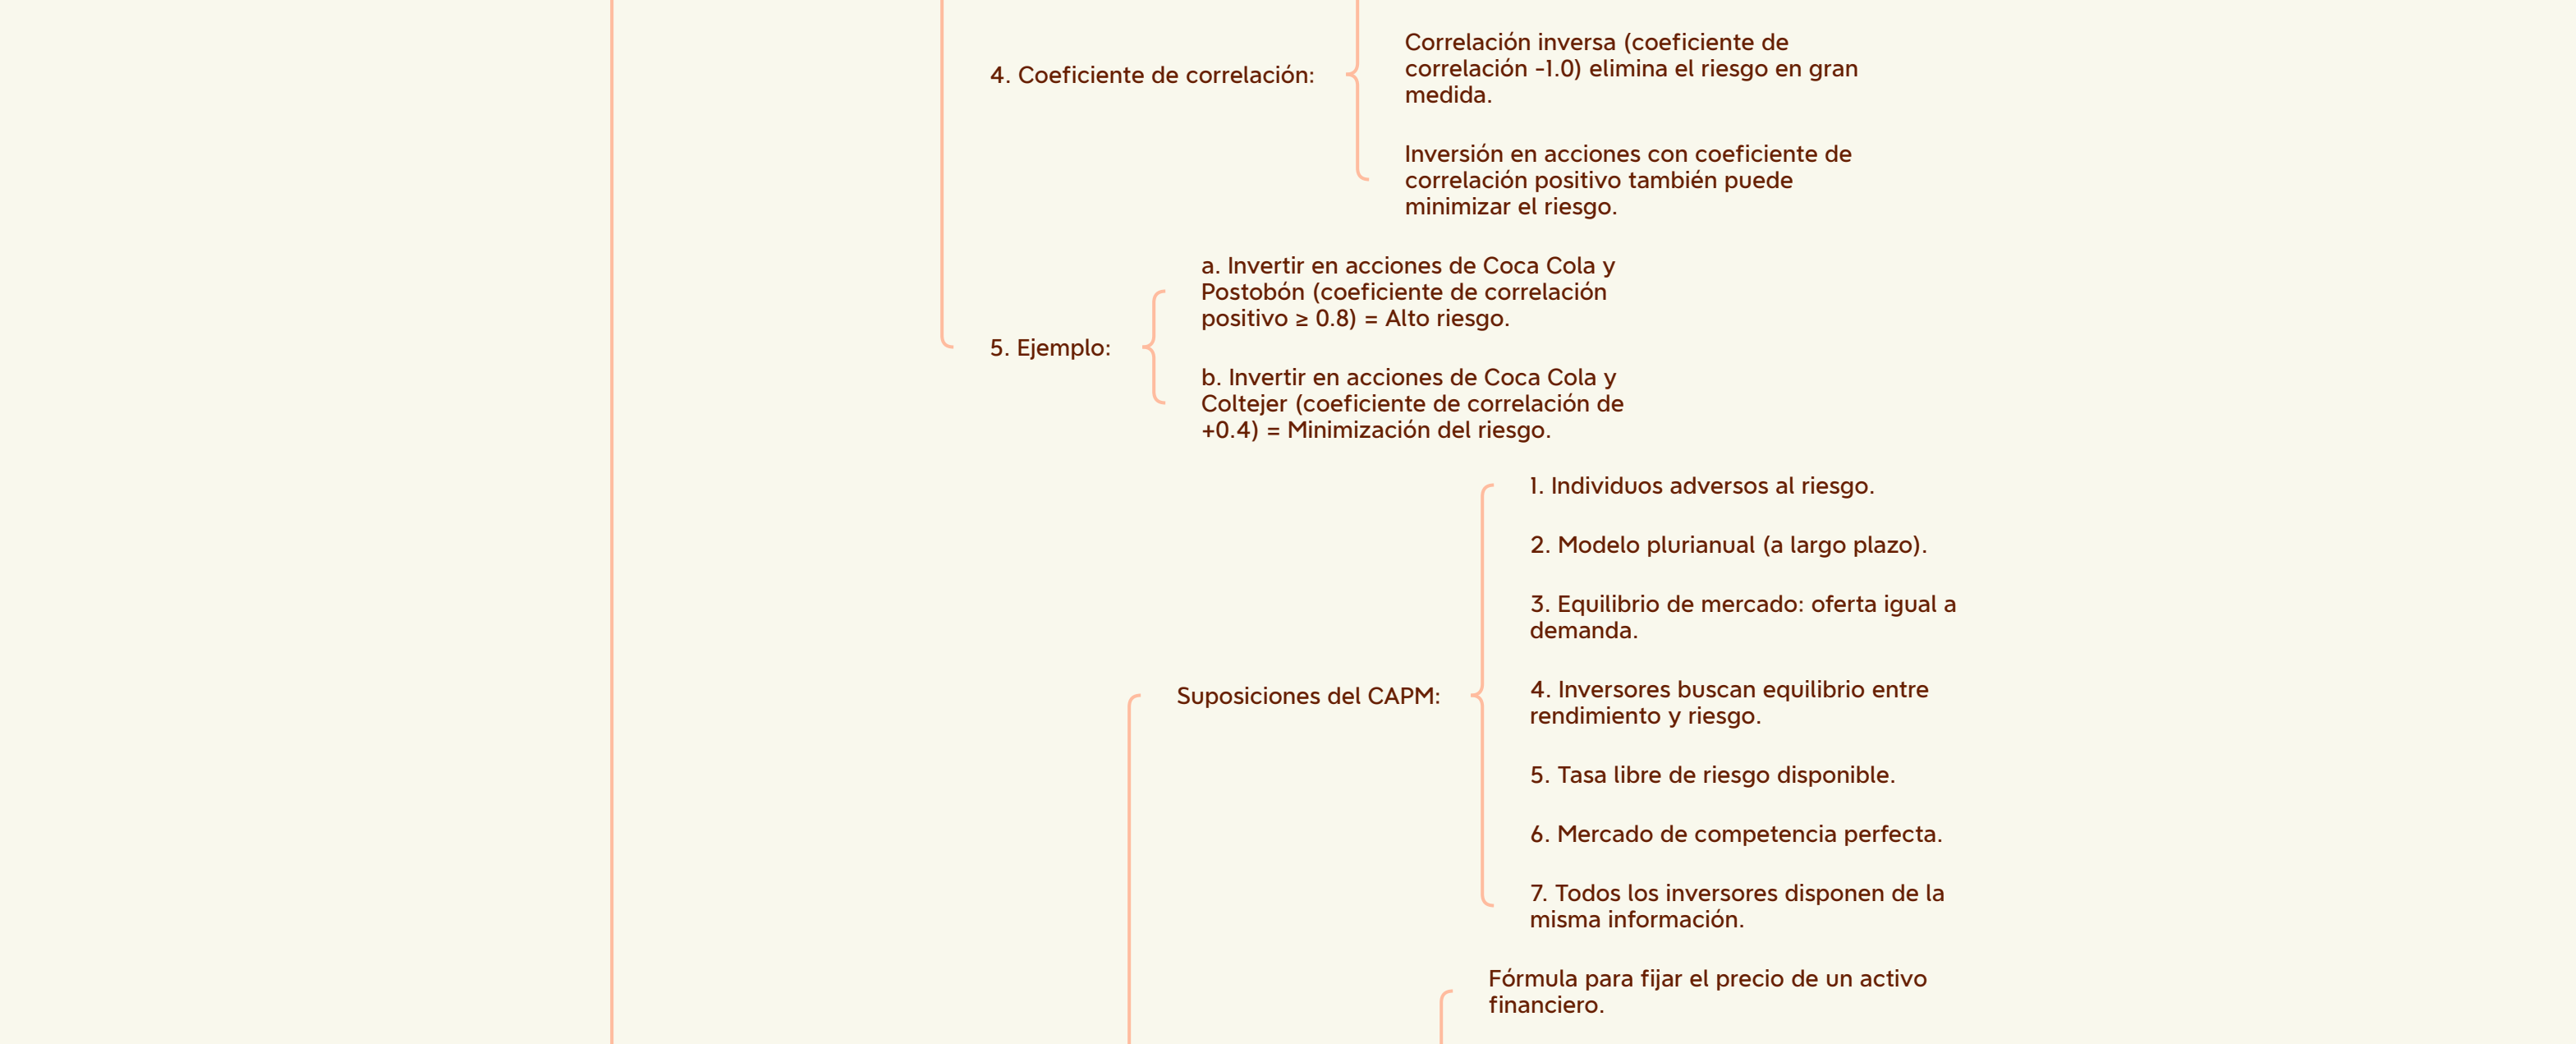 Correlación inversa (coeficiente de
correlación -1.0) elimina el riesgo en gran
medida.
4. Coeficiente de correlación:
Inversión en acciones con coeficiente de
correlación positivo también puede
minimizar el riesgo.
a. Invertir en acciones de Coca Cola y
Postobón (coeficiente de correlación
positivo ≥ 0.8) = Alto riesgo.
5. Ejemplo:
b. Invertir en acciones de Coca Cola y
Coltejer (coeficiente de correlación de
+0.4) = Minimización del riesgo.
1. Individuos adversos al riesgo.
2. Modelo plurianual (a largo plazo).
3. Equilibrio de mercado: oferta igual a
demanda.
4. Inversores buscan equilibrio entre
rendimiento y riesgo.
Suposiciones del CAPM:
5. Tasa libre de riesgo disponible.
6. Mercado de competencia perfecta.
7. Todos los inversores disponen de la
misma información.
Fórmula para fijar el precio de un activo
financiero.